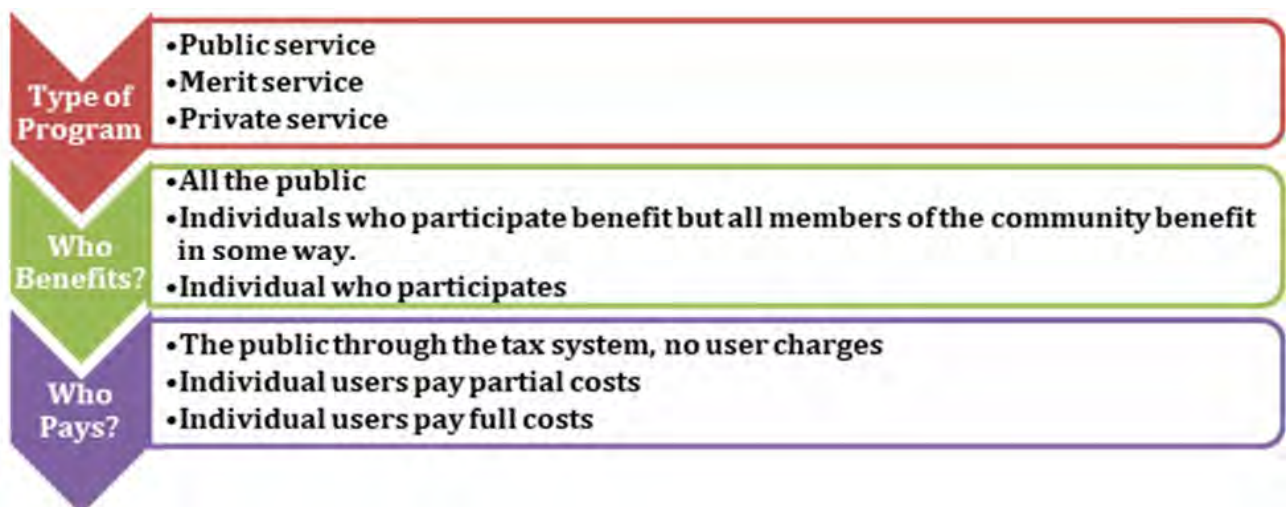 Type of
Program
•Public service
•Merit service
•Private service
Who
Benefits?
•All the public
•Individuals who participate benefit but all members of the community benefit
in some way.
•Individual who participates
Who
Pays?
•The public through the tax system, no user charges
•Individual users pay partial costs
•Individual users pay full costs